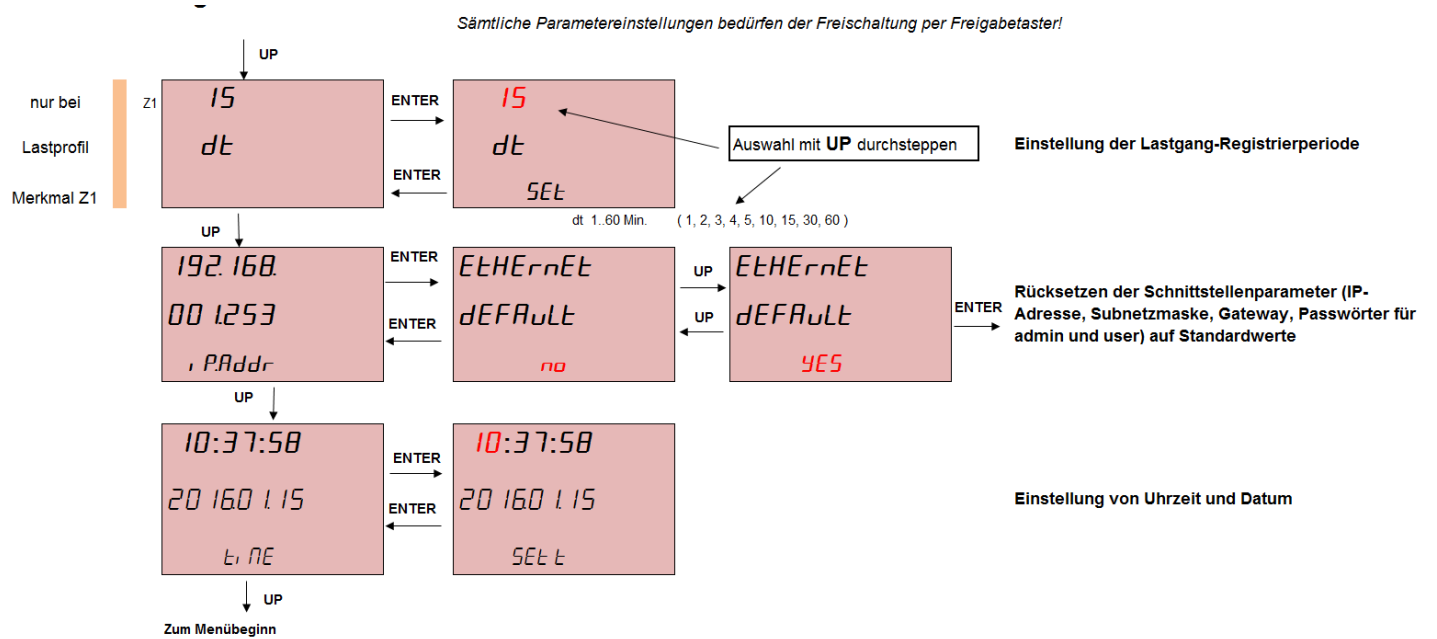 Sämtliche Parametereinstellungen bedürfen der Freischaltung per Freigabetaster!
UP
nur bei
Lastprofil
Merkmal Z1
Z1
15
dt
ENTER
ENTER
15
dt
SEt
Auswahl mit UP durchsteppen
dt 1..60 Min. ( 1, 2, 3, 4, 5, 10, 15, 30, 60 )
Einstellung der Lastgang-Registrierperiode
UP
192.168.
001.253
iP.Addr
ENTER
ENTER
EtHErnEt
dEFAuLt
no
UP
UP
EtHErnEt
dEFAuLt
YES
ENTER
Rücksetzen der Schnittstellenparameter (IP-
Adresse, Subnetzmaske, Gateway, Passwörter für
admin und user) auf Standardwerte
UP
10:37:58
2016.01.15
tiME
ENTER
ENTER
10:37:58
2016.01.15
SEt t
Einstellung von Uhrzeit und Datum
UP
Zum Menübeginn